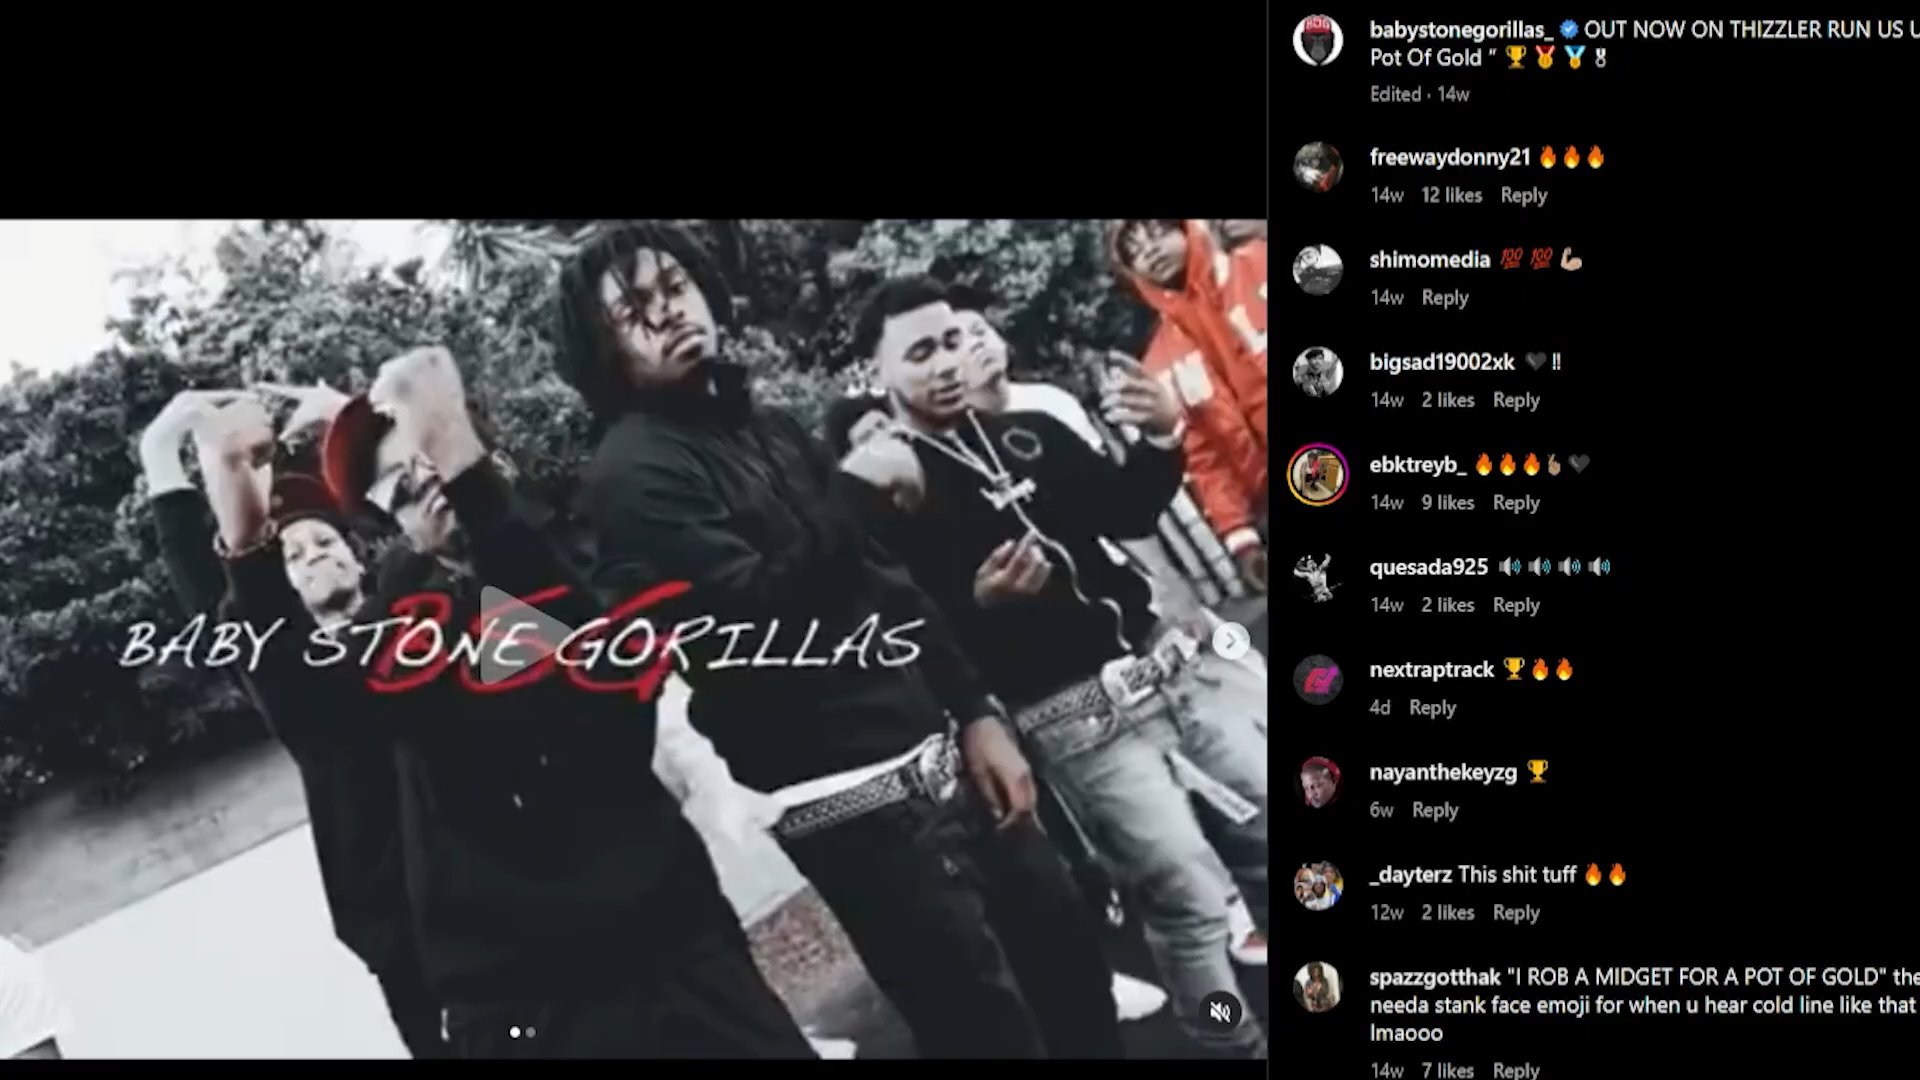 BABY STONE GORILLAS
BSG
babystonegorillas_ OUT NOW ON THIZZLER RUN US U
Pot Of Gold " 🏆🥇🏅🎖
Edited · 14w
freewaydonny21 🔥🔥🔥
14w 12 likes Reply
shimomedia 💯💯💪🏼
14w Reply
bigsad19002xk 🖤‼
14w 2 likes Reply
ebktreyb_ 🔥🔥🔥🤞🏽🖤
14w 9 likes Reply
quesada925 🔊🔊🔊🔊
14w 2 likes Reply
nextraptrack 🏆🔥🔥
4d Reply
nayanthekeyzg 🏆
6w Reply
_dayterz This shit tuff 🔥🔥
12w 2 likes Reply
spazzgotthak "I ROB A MIDGET FOR A POT OF GOLD" the
needa stank face emoji for when u hear cold line like that
lmaooo
14w 7 likes Reply